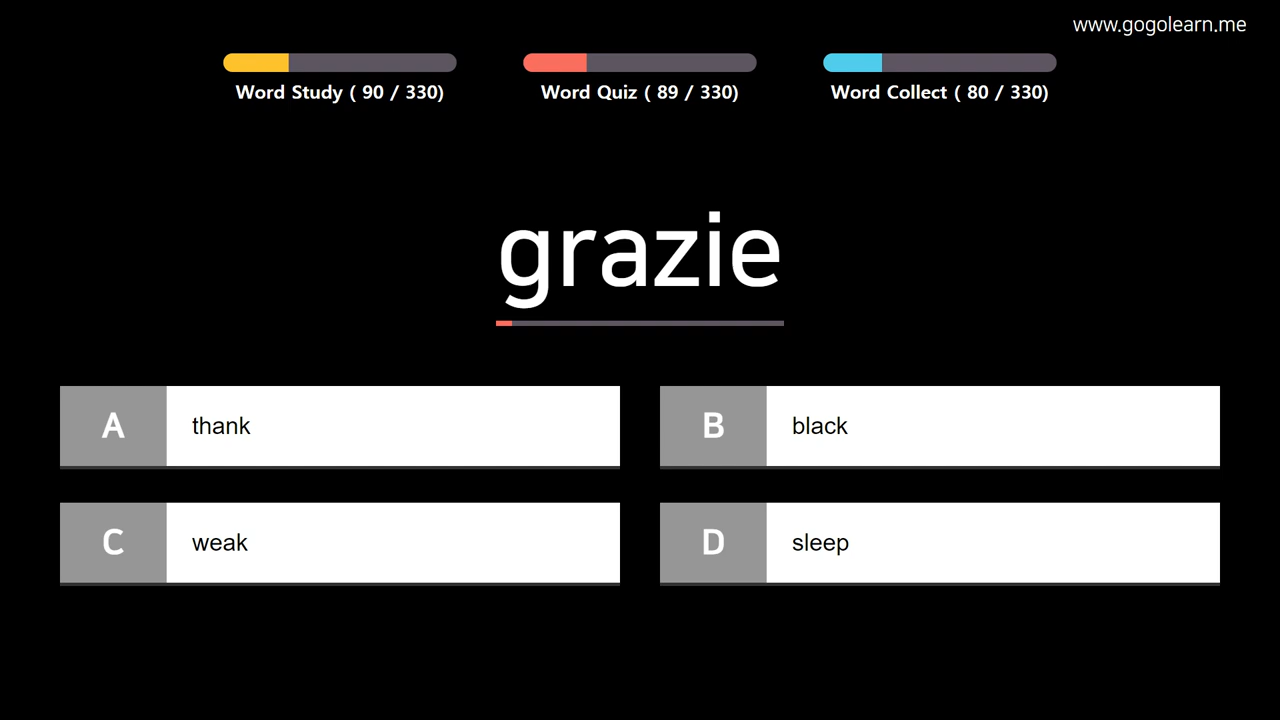 www.gogolearn.me
Word Study ( 90 / 330)
Word Quiz ( 89 / 330)
Word Collect ( 80 / 330)
grazie
A thank
B black
C weak
D sleep